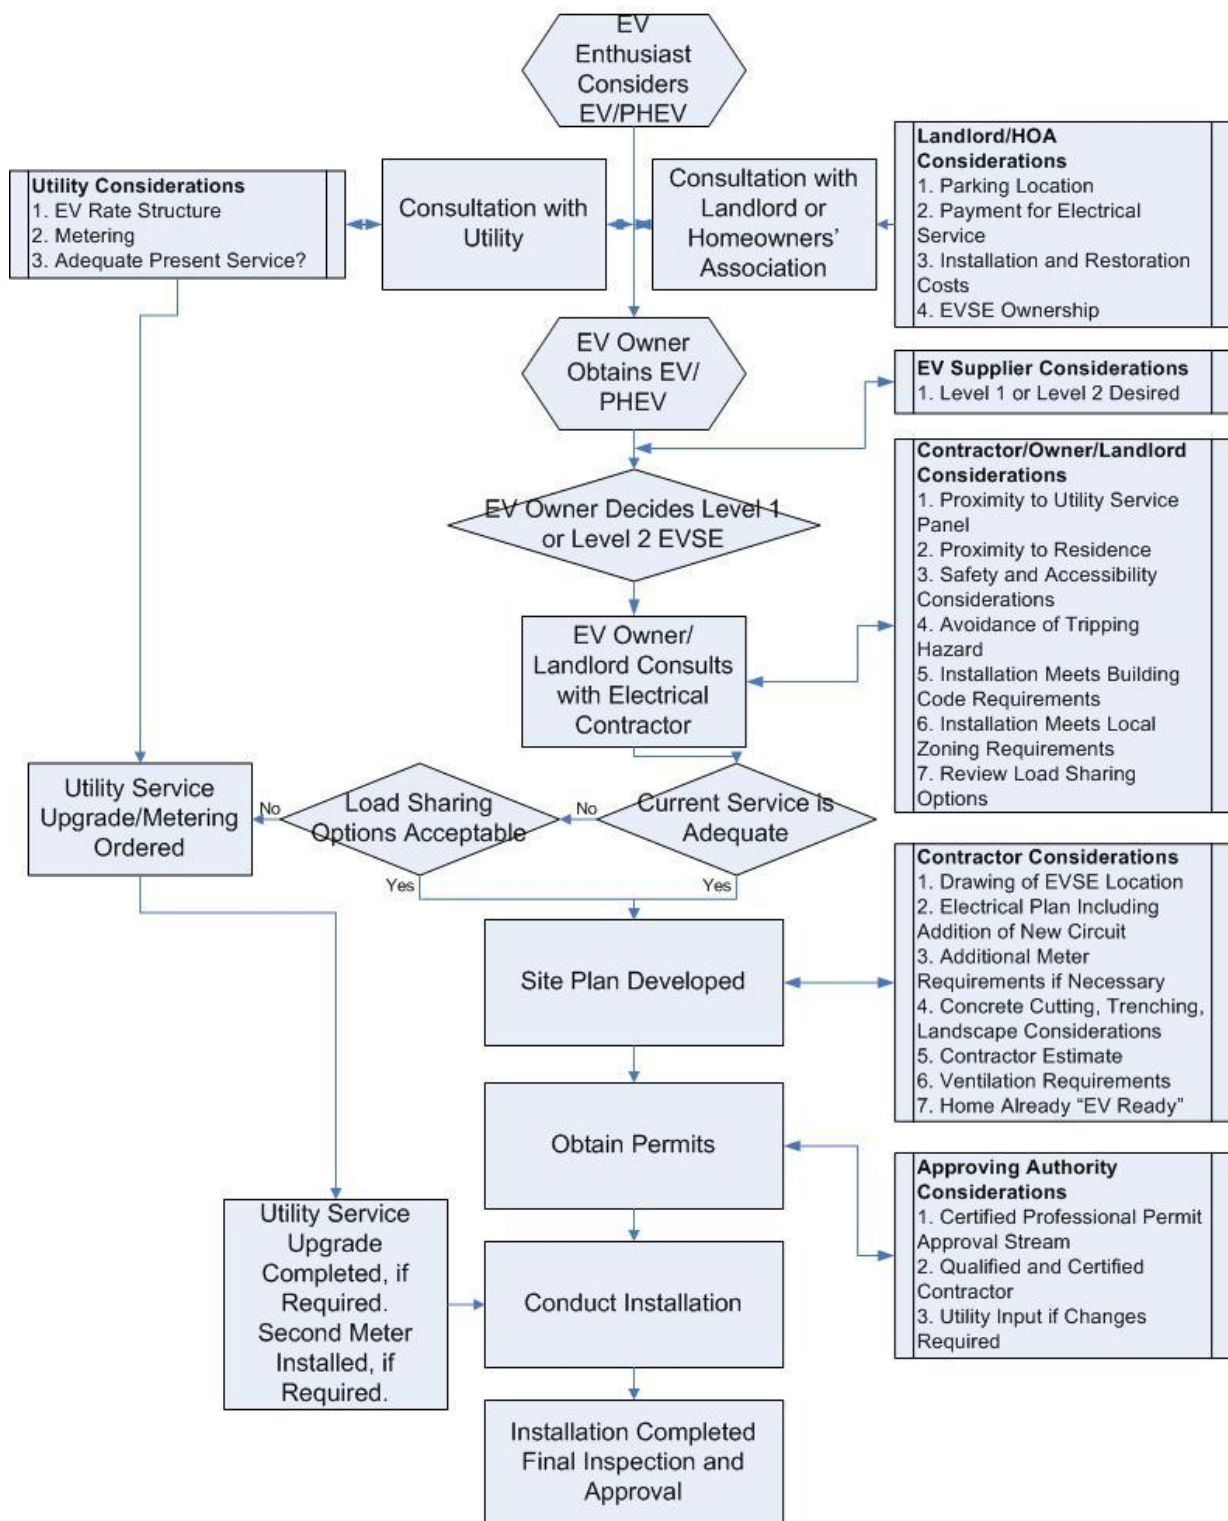 EV
Enthusiast
Considers
EV/PHEV
Utility Considerations
1. EV Rate Structure
2. Metering
3. Adequate Present Service?
Consultation with
Utility
Consultation with
Landlord or
Homeowners’
Association
Landlord/HOA
Considerations
1. Parking Location
2. Payment for Electrical
Service
3. Installation and Restoration
Costs
4. EVSE Ownership
EV Owner
Obtains EV/
PHEV
EV Supplier Considerations
1. Level 1 or Level 2 Desired
EV Owner Decides Level 1
or Level 2 EVSE
Contractor/Owner/Landlord
Considerations
1. Proximity to Utility Service
Panel
2. Proximity to Residence
3. Safety and Accessibility
Considerations
4. Avoidance of Tripping
Hazard
5. Installation Meets Building
Code Requirements
6. Installation Meets Local
Zoning Requirements
7. Review Load Sharing
Options
EV Owner/
Landlord Consults
with Electrical
Contractor
Utility Service
Upgrade/Metering
Ordered
No
Load Sharing
Options Acceptable
No
Current Service is
Adequate
Yes
Yes
Contractor Considerations
1. Drawing of EVSE Location
2. Electrical Plan Including
Addition of New Circuit
3. Additional Meter
Requirements if Necessary
4. Concrete Cutting, Trenching,
Landscape Considerations
5. Contractor Estimate
6. Ventilation Requirements
7. Home Already “EV Ready”
Site Plan Developed
Obtain Permits
Approving Authority
Considerations
1. Certified Professional Permit
Approval Stream
2. Qualified and Certified
Contractor
3. Utility Input if Changes
Required
Utility Service
Upgrade
Completed, if
Required.
Second Meter
Installed, if
Required.
Conduct Installation
Installation Completed
Final Inspection and
Approval